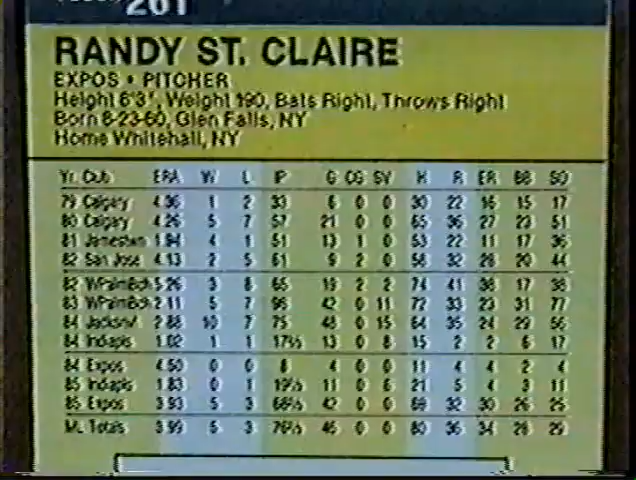 261
RANDY ST. CLAIRE
EXPOS • PITCHER
Height 6'3", Weight 190, Bats Right, Throws Right
Born 8-23-60, Glen Falls, NY
Home Whitehall, NY
Yr. Club ERA W L IP G CG SV H R ER BB SO
79 Calgary 4.36 1 2 33 6 0 0 30 22 16 15 17
80 Calgary 4.26 5 7 57 21 0 0 65 36 27 23 51
81 Jamestown 1.94 4 1 51 13 1 0 53 22 11 17 36
82 San Jose 4.13 2 5 61 9 2 0 58 32 28 20 44
82 WPalmBch 5.26 3 8 65 19 2 2 74 41 38 17 38
83 WPalmBch 2.11 5 7 96 42 0 11 72 33 23 31 77
84 Jacksnvl 2.88 10 7 75 48 0 15 64 35 24 29 56
84 Indapls 1.02 1 1 17⅔ 13 0 8 15 2 2 6 17
84 Expos 4.50 0 0 8 4 0 0 11 4 4 2 4
85 Indapls 1.83 0 1 19⅔ 11 0 6 21 5 4 3 11
85 Expos 3.93 5 3 68⅔ 42 0 0 69 32 30 26 25
ML Totals 3.99 5 3 76⅔ 46 0 0 80 36 34 28 29